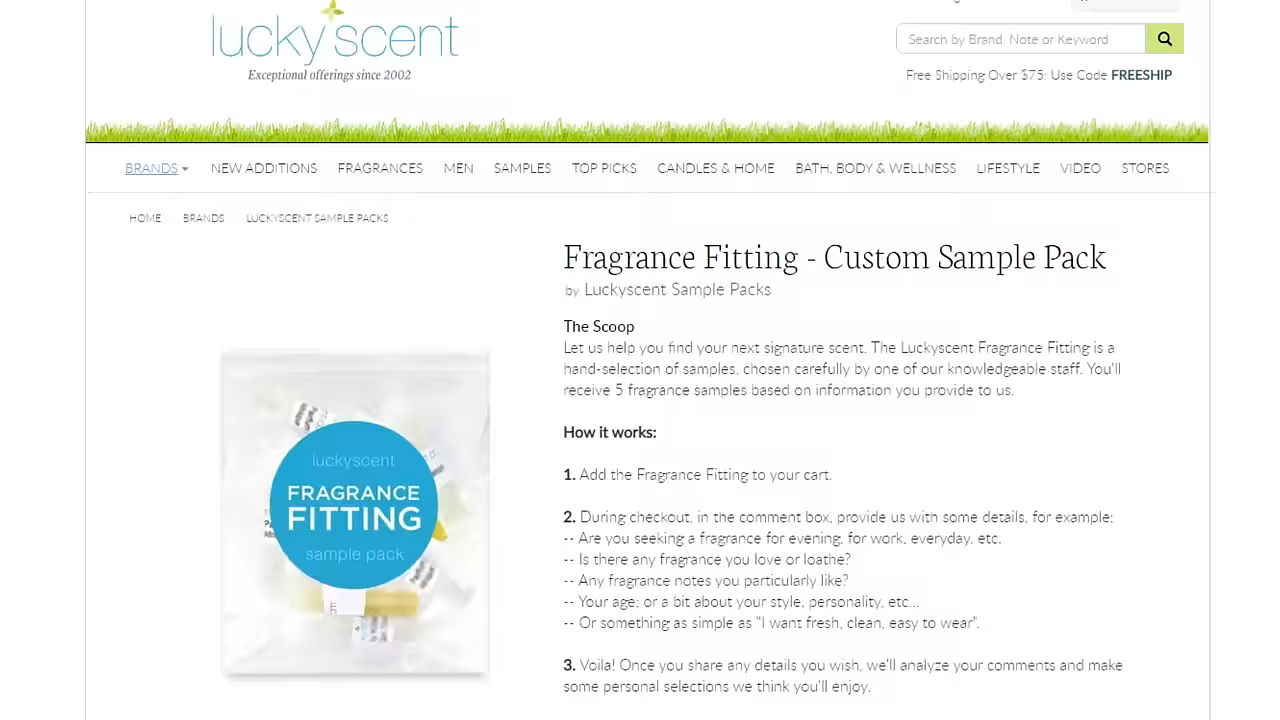 lucky scent
Exceptional offerings since 2002
Search by Brand, Note or Keyword
Free Shipping Over $75! Use Code FREESHIP
BRANDS NEW ADDITIONS FRAGRANCES MEN SAMPLES TOP PICKS CANDLES & HOME BATH, BODY & WELLNESS LIFESTYLE VIDEO STORES
HOME BRANDS LUCKYSCENT SAMPLE PACKS
Fragrance Fitting - Custom Sample Pack
by Luckyscent Sample Packs
The Scoop
Let us help you find your next signature scent. The Luckyscent Fragrance Fitting is a
hand-selection of samples, chosen carefully by one of our knowledgeable staff. You'll
receive 5 fragrance samples based on information you provide to us.
How it works:
1. Add the Fragrance Fitting to your cart.
2. During checkout, in the comment box, provide us with some details, for example:
-- Are you seeking a fragrance for evening, for work, everyday, etc.
-- Is there any fragrance you love or loathe?
-- Any fragrance notes you particularly like?
-- Your age; or a bit about your style, personality, etc...
-- Or something as simple as "I want fresh, clean, easy to wear".
3. Voila! Once you share any details you wish, we'll analyze your comments and make
some personal selections we think you'll enjoy.
luckyscent
FRAGRANCE
FITTING
sample pack